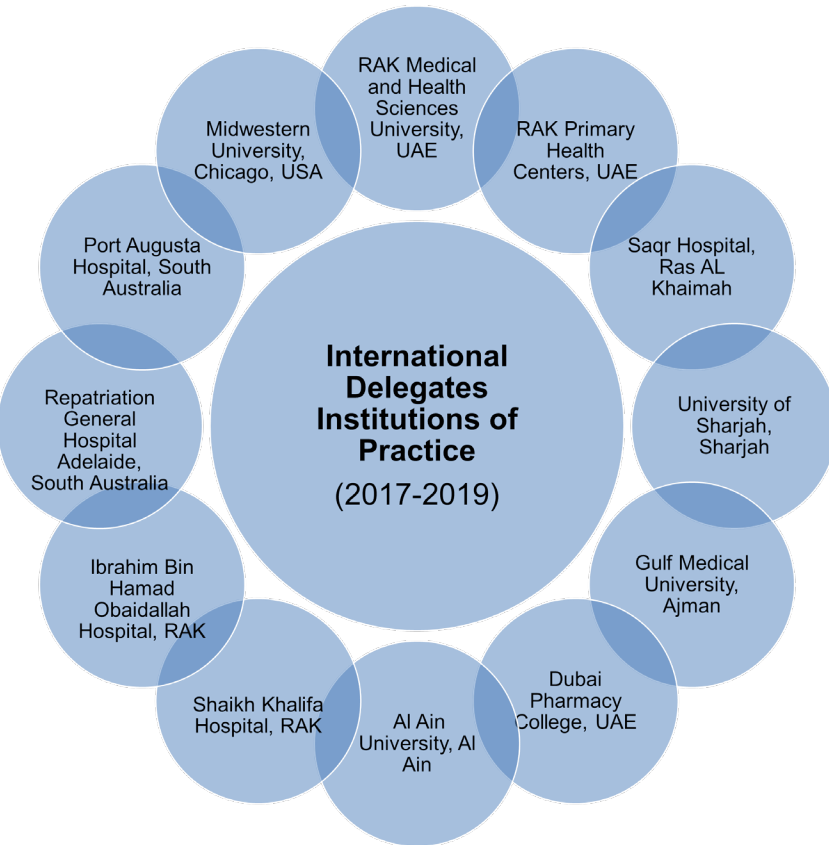 RAK Medical
and Health
Sciences
University,
UAE
RAK Primary
Health
Centers, UAE
Saqr Hospital,
Ras AL
Khaimah
University of
Sharjah,
Sharjah
Gulf Medical
University,
Ajman
Dubai
Pharmacy
College, UAE
Al Ain
University, Al
Ain
Shaikh Khalifa
Hospital, RAK
Ibrahim Bin
Hamad
Obaidallah
Hospital, RAK
Repatriation
General
Hospital
Adelaide,
South Australia
Port Augusta
Hospital, South
Australia
Midwestern
University,
Chicago, USA
International
Delegates
Institutions of
Practice
(2017-2019)